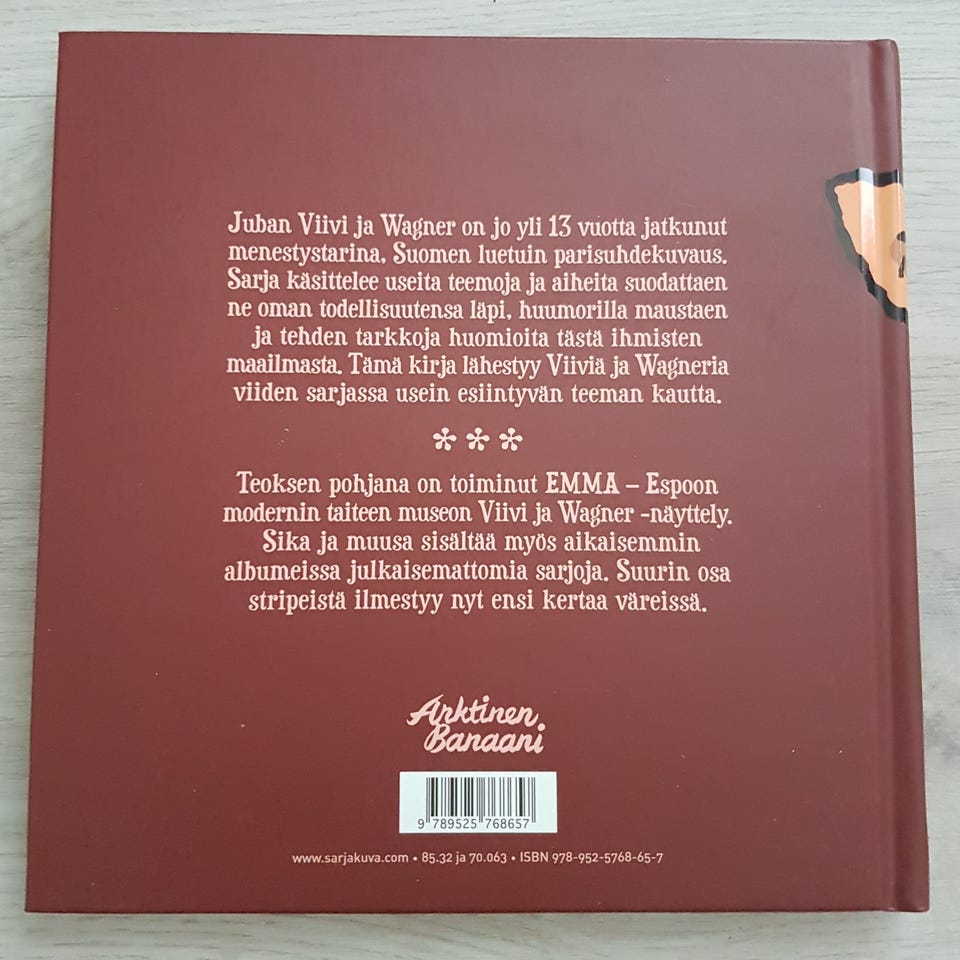 Juban Viivi ja Wagner on jo yli 13 vuotta jatkunut
menestystarina, Suomen luetuin parisuhdekuvaus.
Sarja käsittelee useita teemoja ja aiheita suodattaen
ne oman todellisuutensa läpi, huumorilla maustaen
ja tehden tarkkoja huomioita tästä ihmisten
maailmasta. Tämä kirja lähestyy Viiviä ja Wagneria
viiden sarjassa usein esiintyvän teeman kautta.
***
Teoksen pohjana on toiminut EMMA – Espoon
modernin taiteen museon Viivi ja Wagner -näyttely.
Sika ja muusa sisältää myös aikaisemmin
albumeissa julkaisemattomia sarjoja. Suurin osa
stripeistä ilmestyy nyt ensi kertaa väreissä.
Arktinen
Banaani
9 789525 768657
www.sarjakuva.com • 85.32 ja 70.063 • ISBN 978-952-5768-65-7